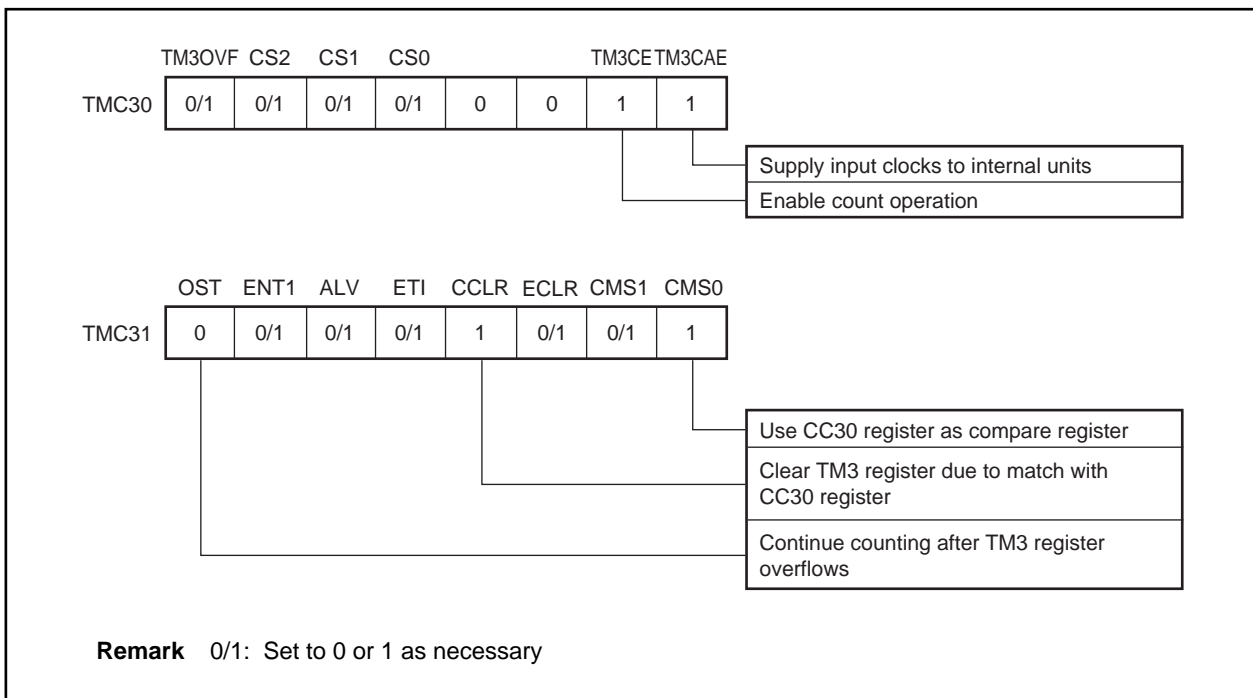 TM3OVF CS2 CS1 CS0 TM3CE TM3CAE
TMC30 0/1 0/1 0/1 0/1 0 0 1 1
Supply input clocks to internal units
Enable count operation
OST ENT1 ALV ETI CCLR ECLR CMS1 CMS0
TMC31 0 0/1 0/1 0/1 1 0/1 0/1 1
Use CC30 register as compare register
Clear TM3 register due to match with
CC30 register
Continue counting after TM3 register
overflows
Remark 0/1: Set to 0 or 1 as necessary